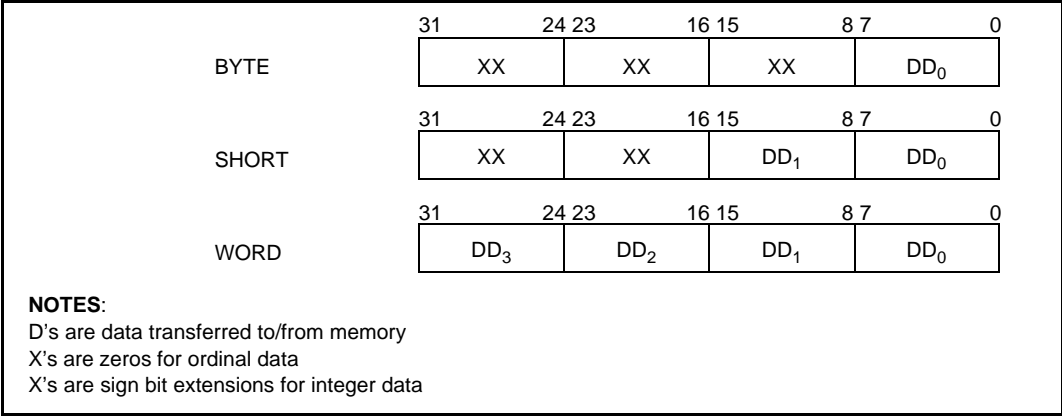 31 24 23 16 15 8 7 0
BYTE XX XX XX DD0
31 24 23 16 15 8 7 0
SHORT XX XX DD1 DD0
31 24 23 16 15 8 7 0
WORD DD3 DD2 DD1 DD0
NOTES:
D's are data transferred to/from memory
X's are zeros for ordinal data
X's are sign bit extensions for integer data